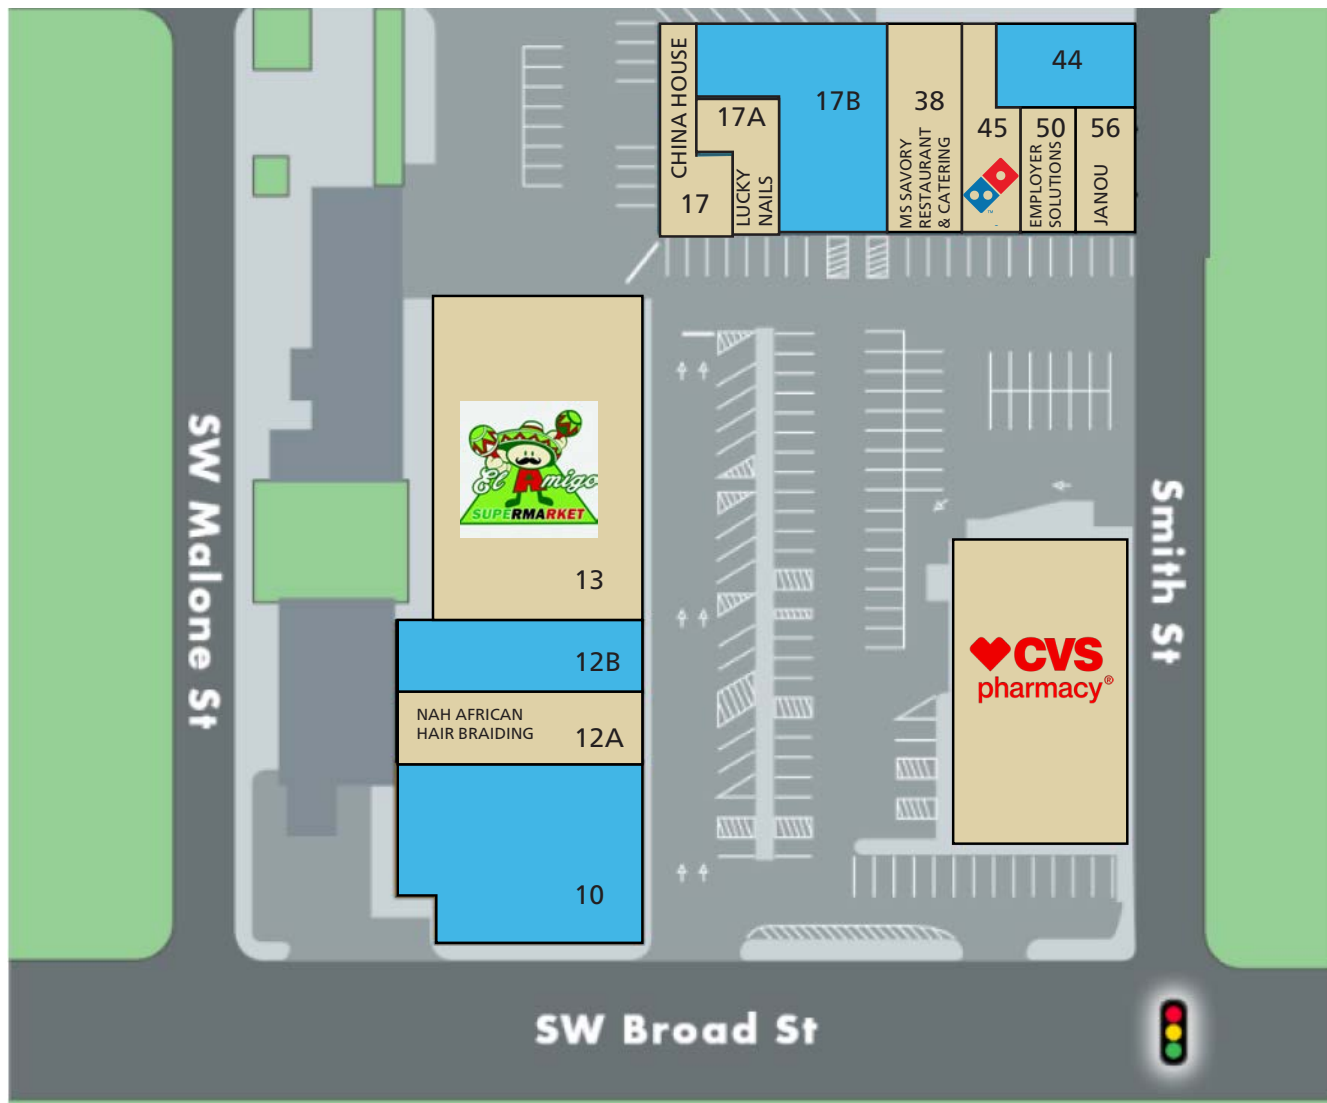 CHINA HOUSE
17
17A
LUCKY
NAILS
17B
38
MS SAVORY
RESTAURANT
& CATERING
45
44
50
EMPLOYER
SOLUTIONS
56
JANOU
El Amigo
SUPERMARKET
13
12B
NAH AFRICAN
HAIR BRAIDING
12A
10
CVS
pharmacy®
SW Malone St
Smith St
SW Broad St